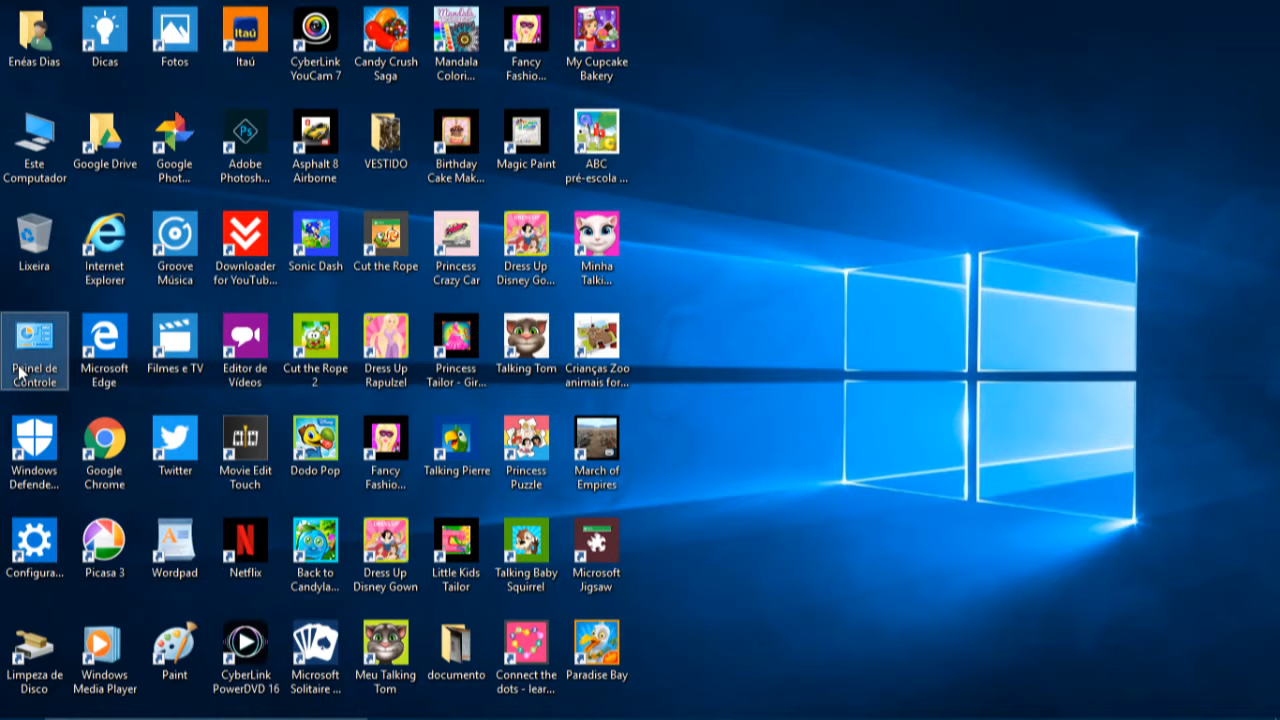 Enéas Dias
Dicas
Fotos
Itaú
CyberLink
YouCam 7
Candy Crush
Saga
Mandala
Colori...
Fancy
Fashio...
My Cupcake
Bakery
Este
Computador
Google Drive
Google
Phot...
Adobe
Photosh...
Asphalt 8
Airborne
VESTIDO
Birthday
Cake Mak...
Magic Paint
ABC
pré-escola ...
Lixeira
Internet
Explorer
Groove
Música
Downloader
for YouTub...
Sonic Dash
Cut the Rope
Princess
Crazy Car
Dress Up
Disney Go...
Minha
Talki...
Painel de
Controle
Microsoft
Edge
Filmes e TV
Editor de
Vídeos
Cut the Rope
2
Dress Up
Rapulzel
Princess
Tailor - Gir...
Talking Tom
Crianças Zoo
animais for...
Windows
Defende...
Google
Chrome
Twitter
Movie Edit
Touch
Dodo Pop
Fancy
Fashio...
Talking Pierre
Princess
Puzzle
March of
Empires
Configura...
Picasa 3
Wordpad
Netflix
Back to
Candyla...
Dress Up
Disney Gown
Little Kids
Tailor
Talking Baby
Squirrel
Microsoft
Jigsaw
Limpeza de
Disco
Windows
Media Player
Paint
CyberLink
PowerDVD 16
Microsoft
Solitaire ...
Meu Talking
Tom
documento
Connect the
dots - lear...
Paradise Bay